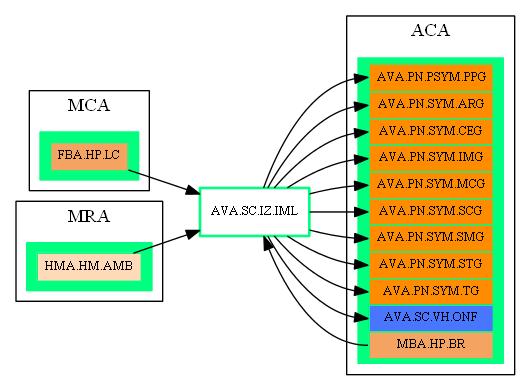 MCA
FBA.HP.LC
MRA
HMA.HM.AMB
AVA.SC.IZ.IML
ACA
AVA.PN.PSYM.PPG
AVA.PN.SYM.ARG
AVA.PN.SYM.CEG
AVA.PN.SYM.IMG
AVA.PN.SYM.MCG
AVA.PN.SYM.SCG
AVA.PN.SYM.SMG
AVA.PN.SYM.STG
AVA.PN.SYM.TG
AVA.SC.VH.ONF
MBA.HP.BR